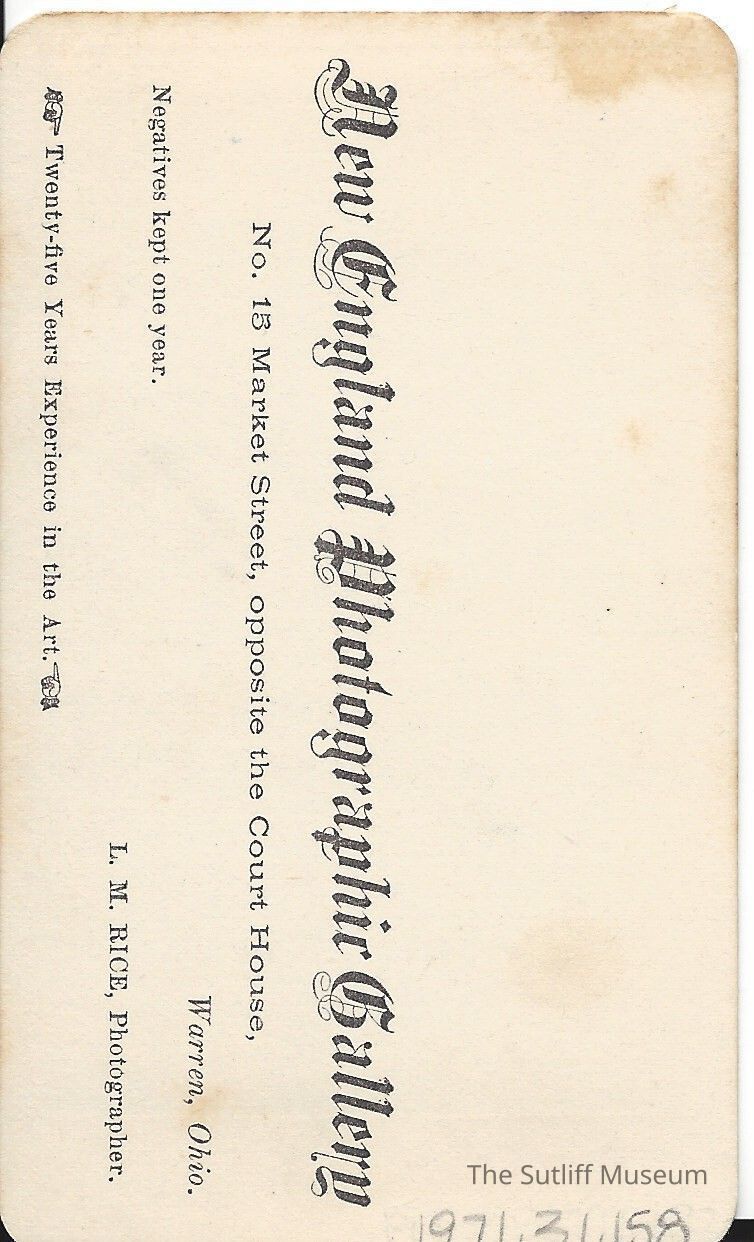 New England Photographic Gallery
No. 15 Market Street, opposite the Court House,
Warren, Ohio.
Negatives kept one year.
L. M. RICE, Photographer.
☞ Twenty-five Years Experience in the Art. ☜
The Sutliff Museum
1971.31.158